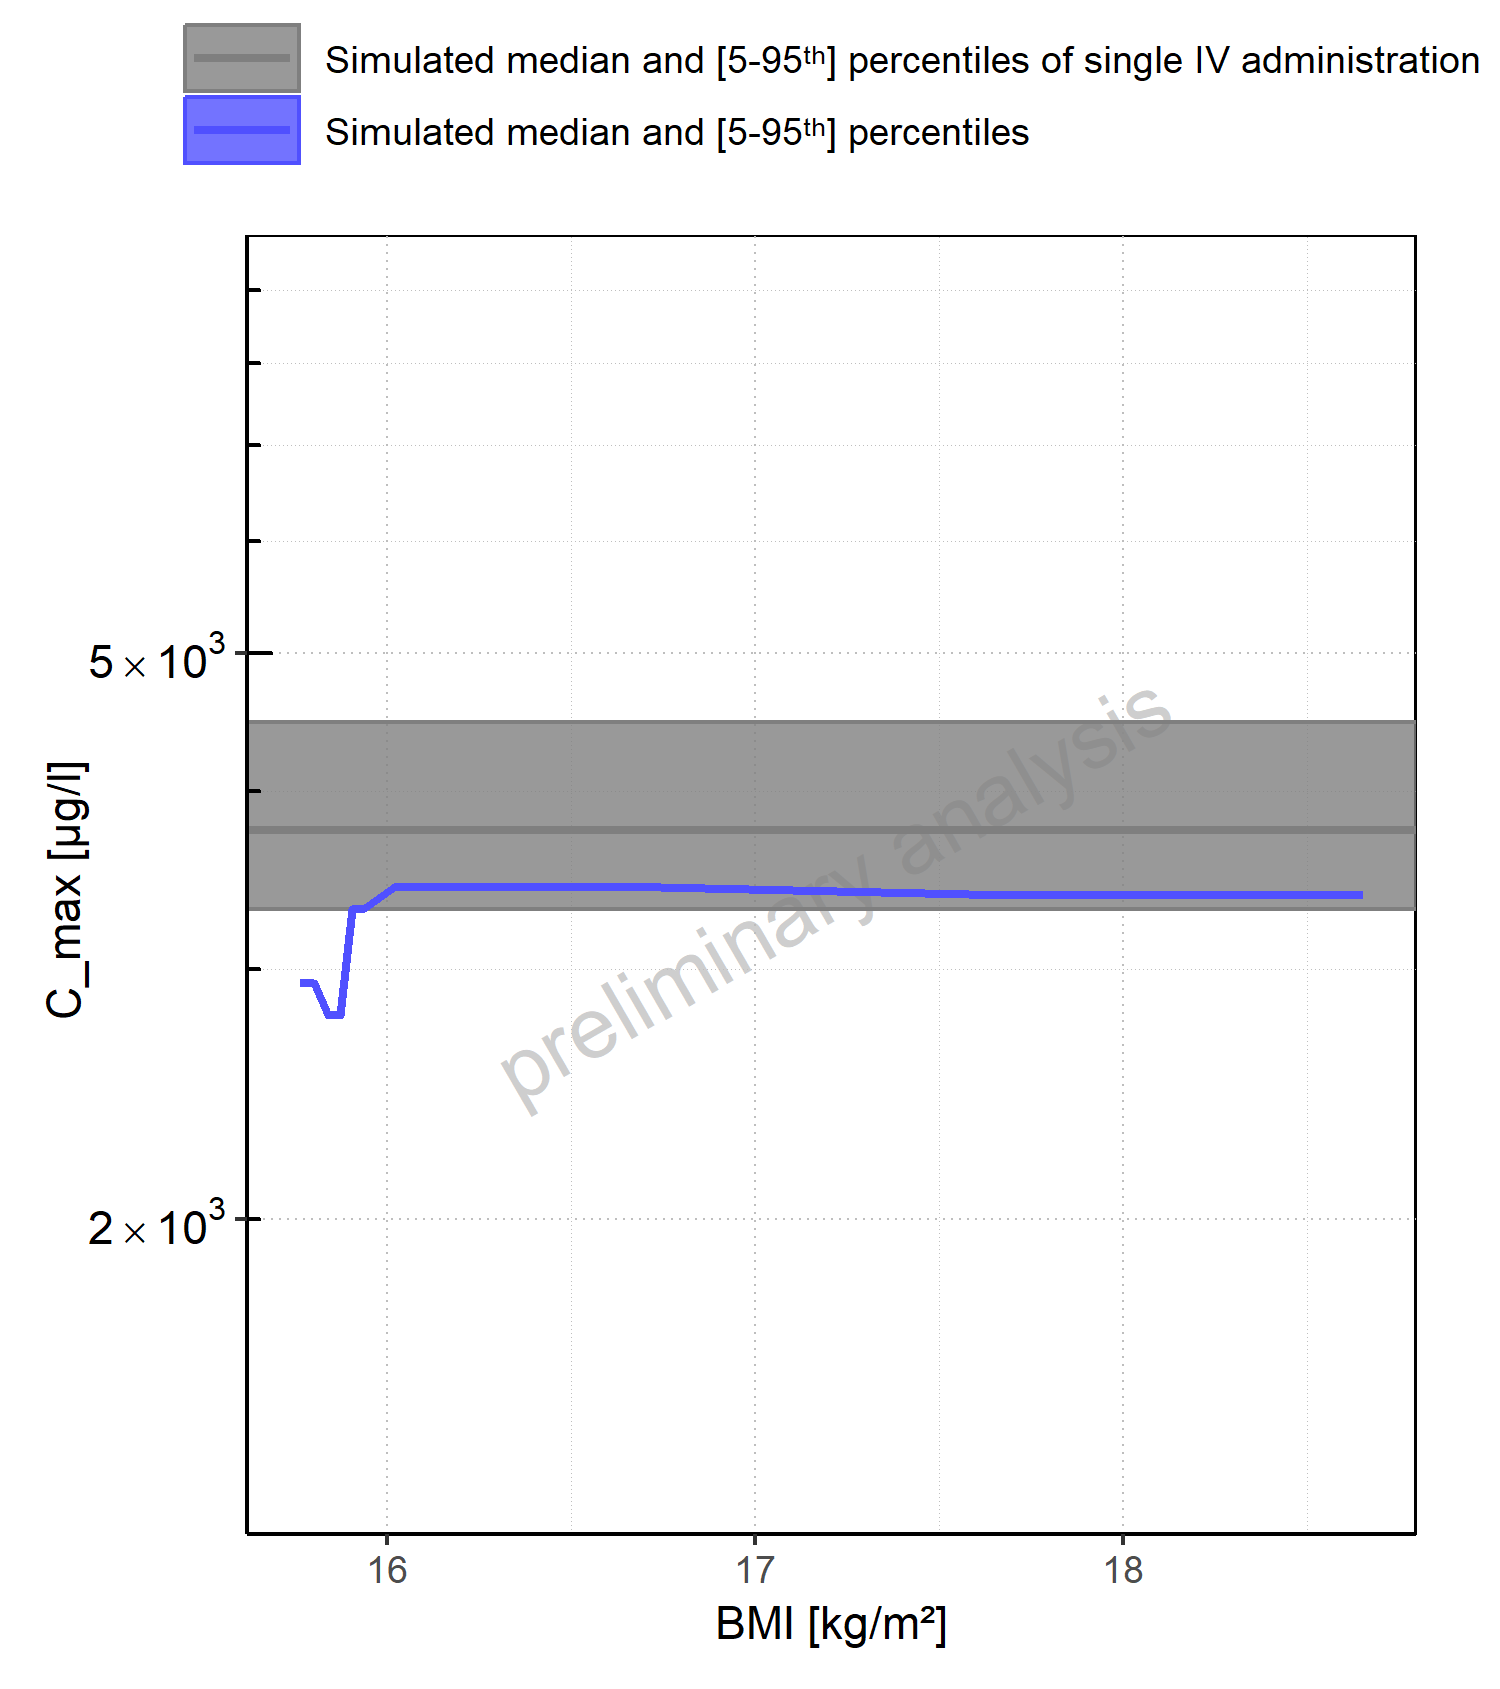 Simulated median and [5-95th] percentiles of single IV administration
Simulated median and [5-95th] percentiles
5 × 10³
2 × 10³
C_max [µg/l]
preliminary analysis
16 17 18
BMI [kg/m²]